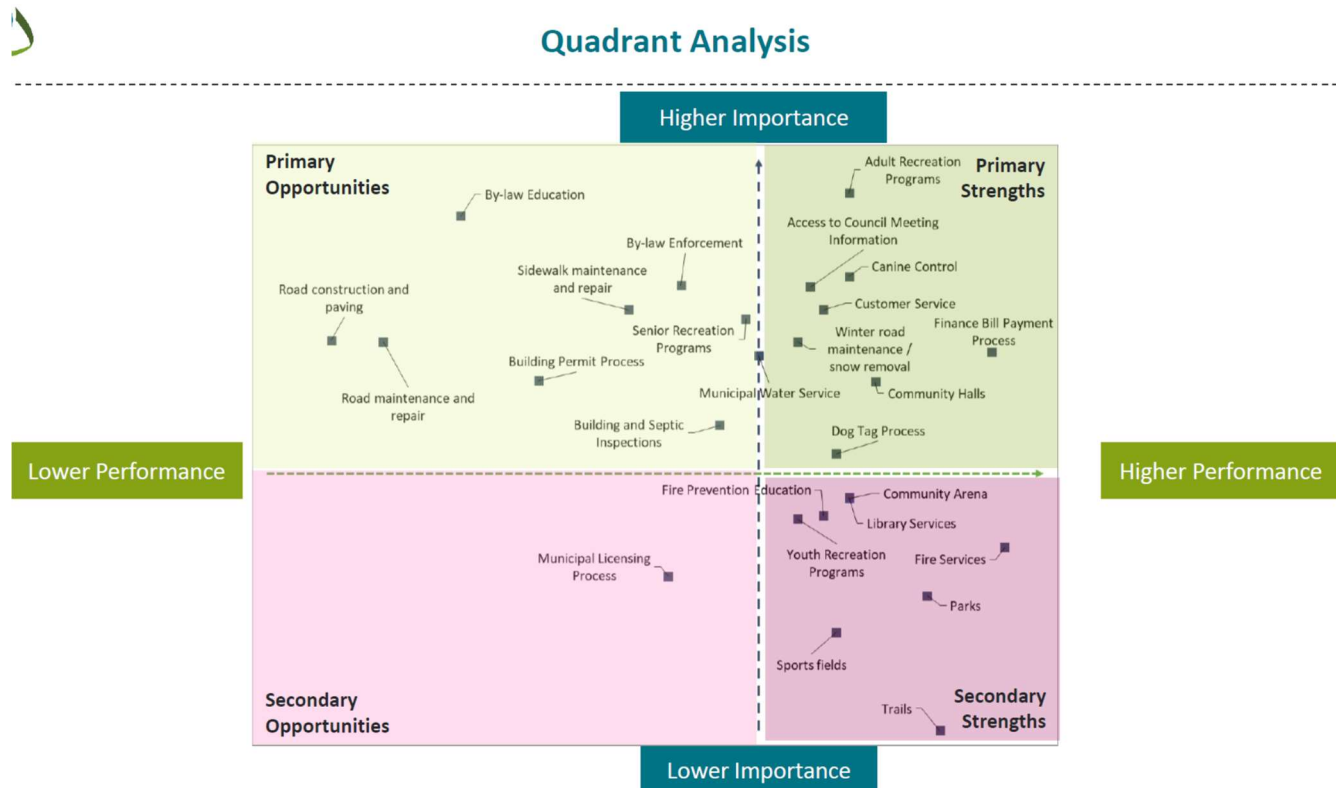 Quadrant Analysis
Higher Importance
Primary
Opportunities
Primary
Strengths
Adult Recreation
Programs
By-law Education
Access to Council Meeting
Information
By-law Enforcement
Canine Control
Sidewalk maintenance
and repair
Road construction and
paving
Customer Service
Senior Recreation
Programs
Winter road
maintenance /
snow removal
Finance Bill Payment
Process
Building Permit Process
Municipal Water Service
Community Halls
Road maintenance and
repair
Building and Septic
Inspections
Dog Tag Process
Lower Performance
Higher Performance
Fire Prevention Education
Community Arena
Library Services
Municipal Licensing
Process
Youth Recreation
Programs
Fire Services
Parks
Sports fields
Secondary
Opportunities
Trails
Secondary
Strengths
Lower Importance